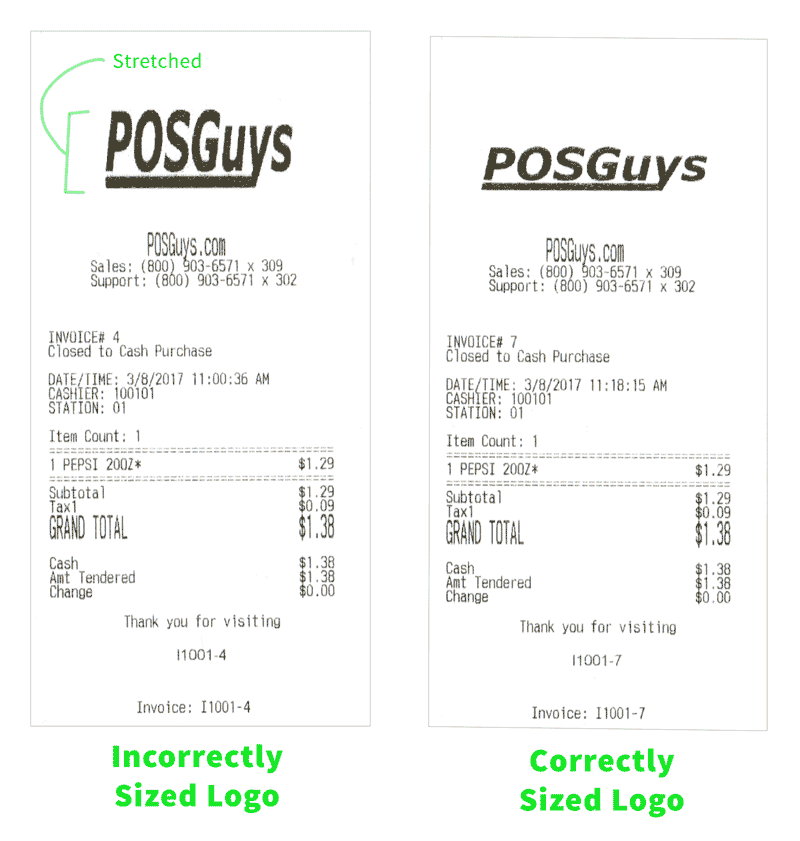 Stretched
POSGuys
POSGuys.com
Sales: (800) 903-6571 x 309
Support: (800) 903-6571 x 302
INVOICE# 4
Closed to Cash Purchase
DATE/TIME: 3/8/2017 11:00:36 AM
CASHIER: 100101
STATION: 01
Item Count: 1
1 PEPSI 20OZ* $1.29
Subtotal $1.29
Tax1 $0.09
GRAND TOTAL $1.38
Cash $1.38
Amt Tendered $1.38
Change $0.00
Thank you for visiting
I1001-4
Invoice: I1001-4
Incorrectly
Sized Logo
POSGuys
POSGuys.com
Sales: (800) 903-6571 x 309
Support: (800) 903-6571 x 302
INVOICE# 7
Closed to Cash Purchase
DATE/TIME: 3/8/2017 11:18:15 AM
CASHIER: 100101
STATION: 01
Item Count: 1
1 PEPSI 20OZ* $1.29
Subtotal $1.29
Tax1 $0.09
GRAND TOTAL $1.38
Cash $1.38
Amt Tendered $1.38
Change $0.00
Thank you for visiting
I1001-7
Invoice: I1001-7
Correctly
Sized Logo